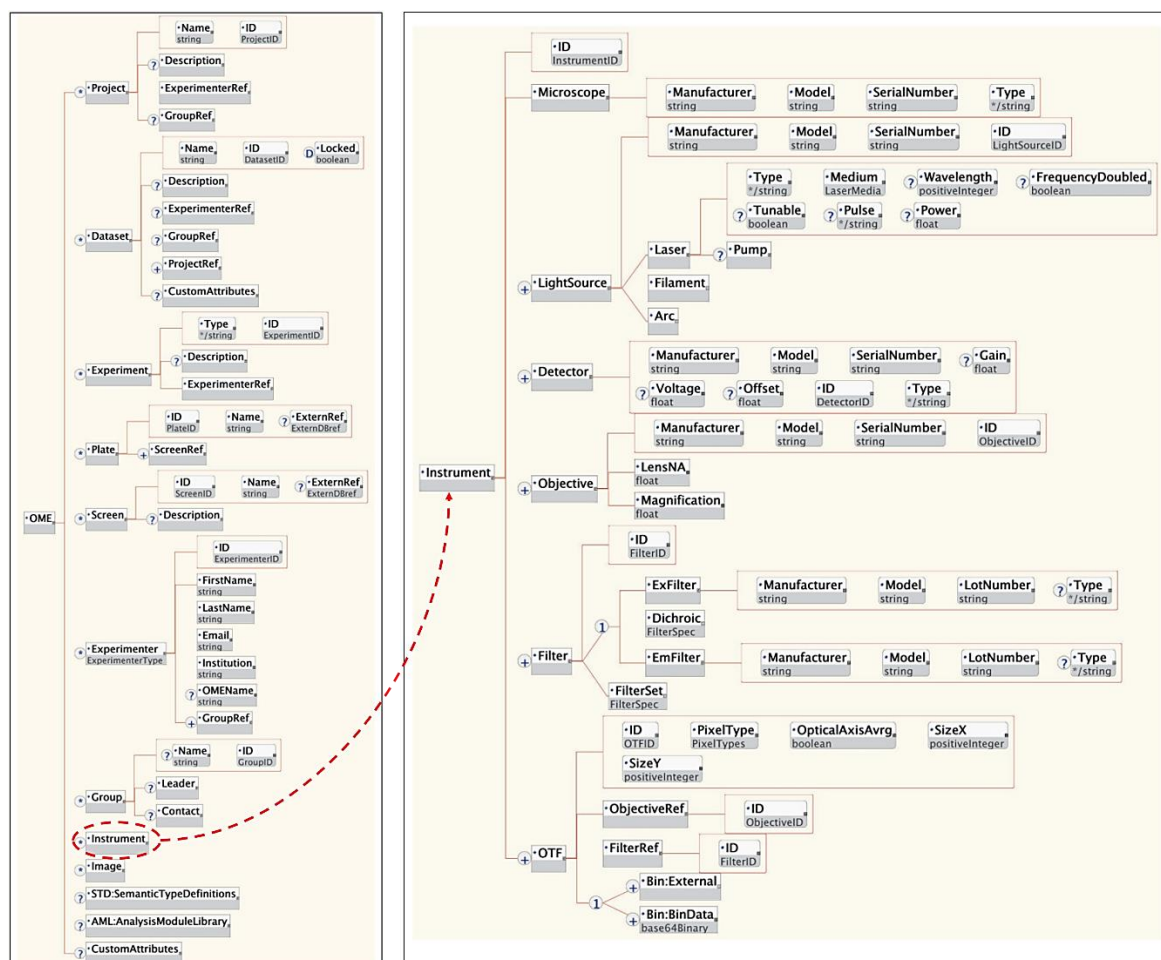 Name ID
string ProjectID
? Description
* Project ExperimenterRef
? GroupRef
Name ID D Locked
string DatasetID boolean
? Description
? ExperimenterRef
* Dataset ? GroupRef
+ ProjectRef
? CustomAttributes
Type ID
*/string ExperimentID
? Description
* Experiment
ExperimenterRef
ID Name ? ExternRef
PlateID string ExternDBref
* Plate + ScreenRef
ID Name ? ExternRef
ScreenID string ExternDBref
* Screen ? Description
OME
ID
ExperimenterID
FirstName
string
LastName
string
Email
string
* Experimenter
ExperimenterType
Institution
string
? OMEName
string
+ GroupRef
? Name ID
string GroupID
? Leader
* Group
? Contact
* Instrument
* Image
? STD:SemanticTypeDefinitions
? AML:AnalysisModuleLibrary
? CustomAttributes
ID
InstrumentID
Microscope Manufacturer Model SerialNumber Type
string string string */string
Manufacturer Model SerialNumber ID
string string string LightSourceID
Type Medium ? Wavelength ? FrequencyDoubled
*/string LaserMedia positiveInteger boolean
? Tunable ? Pulse ? Power
boolean */string float
Laser ? Pump
+ LightSource Filament
Arc
Manufacturer Model SerialNumber ? Gain
string string string float
+ Detector
? Voltage ? Offset ID Type
float float DetectorID */string
Manufacturer Model SerialNumber ID
string string string ObjectiveID
Instrument
LensNA
float
+ Objective
Magnification
float
ID
FilterID
ExFilter Manufacturer Model LotNumber ? Type
string string string */string
1 Dichroic
FilterSpec
+ Filter
EmFilter Manufacturer Model LotNumber ? Type
string string string */string
FilterSet
FilterSpec
ID PixelType OpticalAxisAvrg SizeX
OTFID PixelTypes boolean positiveInteger
SizeY
positiveInteger
ObjectiveRef ID
ObjectiveID
+ OTF FilterRef ID
FilterID
+ Bin:External
1
+ Bin:BinData
base64Binary